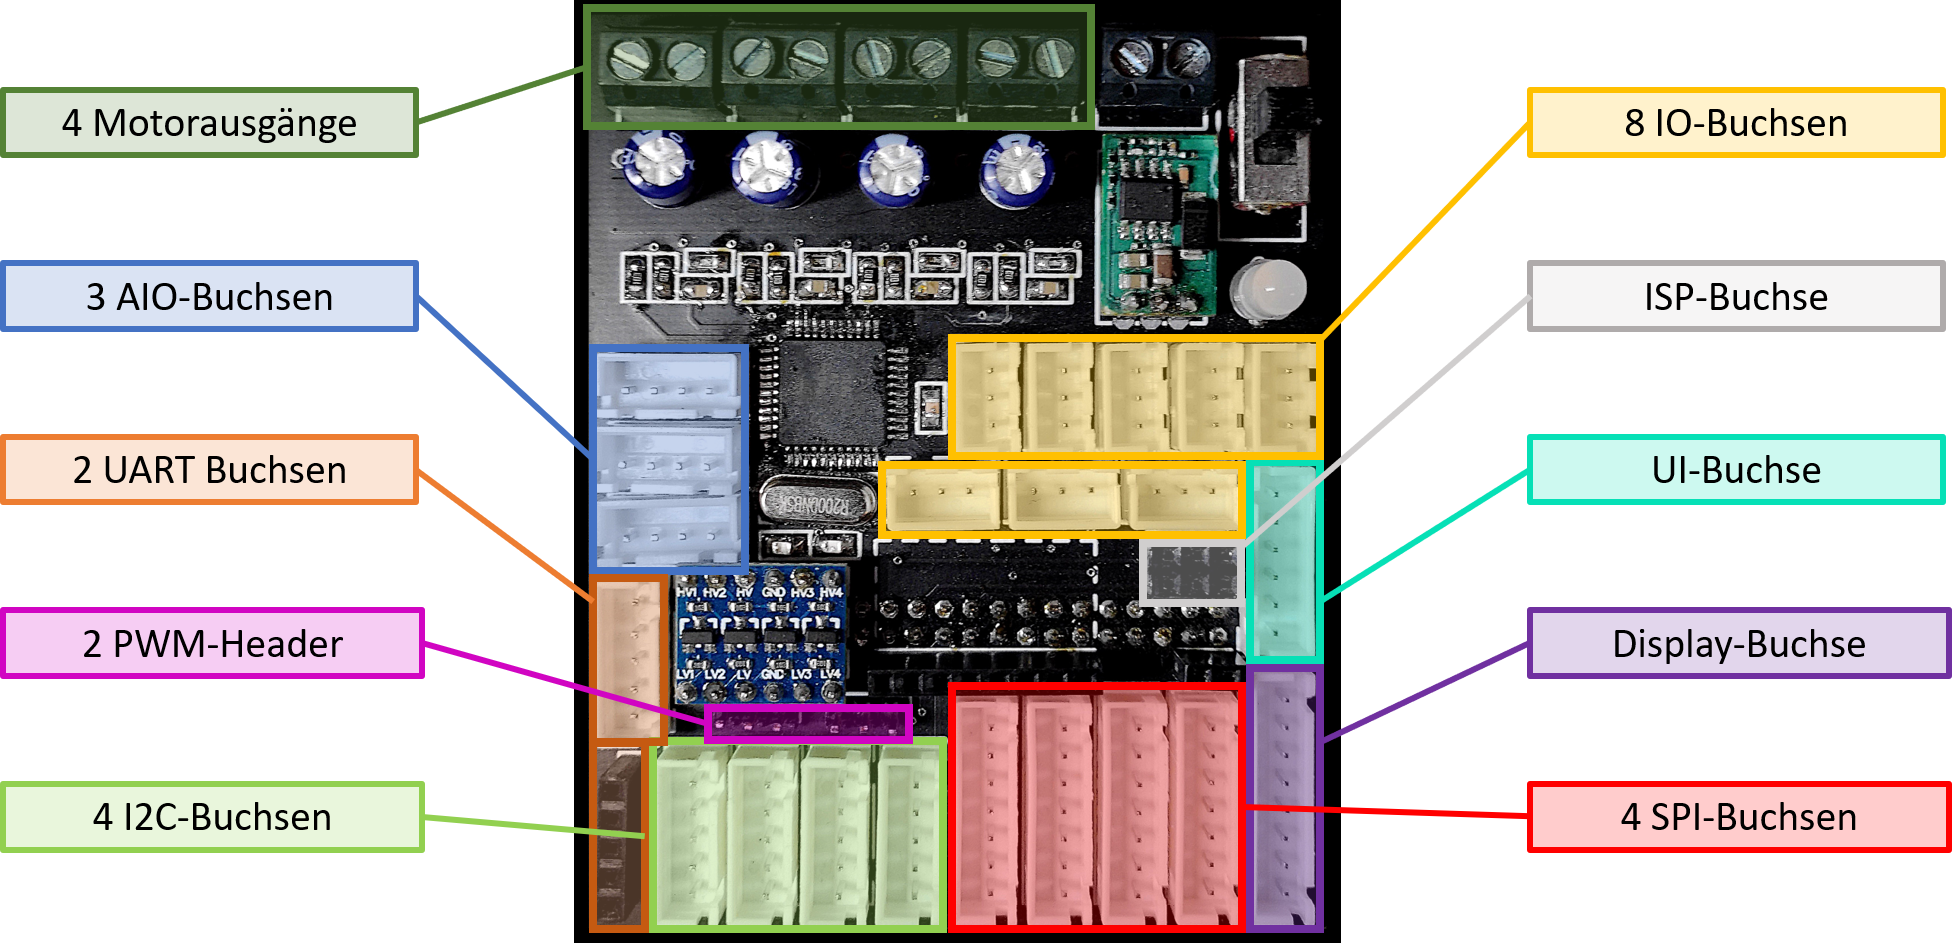 4 Motorausgänge
3 AIO-Buchsen
2 UART Buchsen
2 PWM-Header
4 I2C-Buchsen
8 IO-Buchsen
ISP-Buchse
UI-Buchse
Display-Buchse
4 SPI-Buchsen
HV1 HV2 HV GND HV3 HV4
LV1 LV2 LV GND LV3 LV4